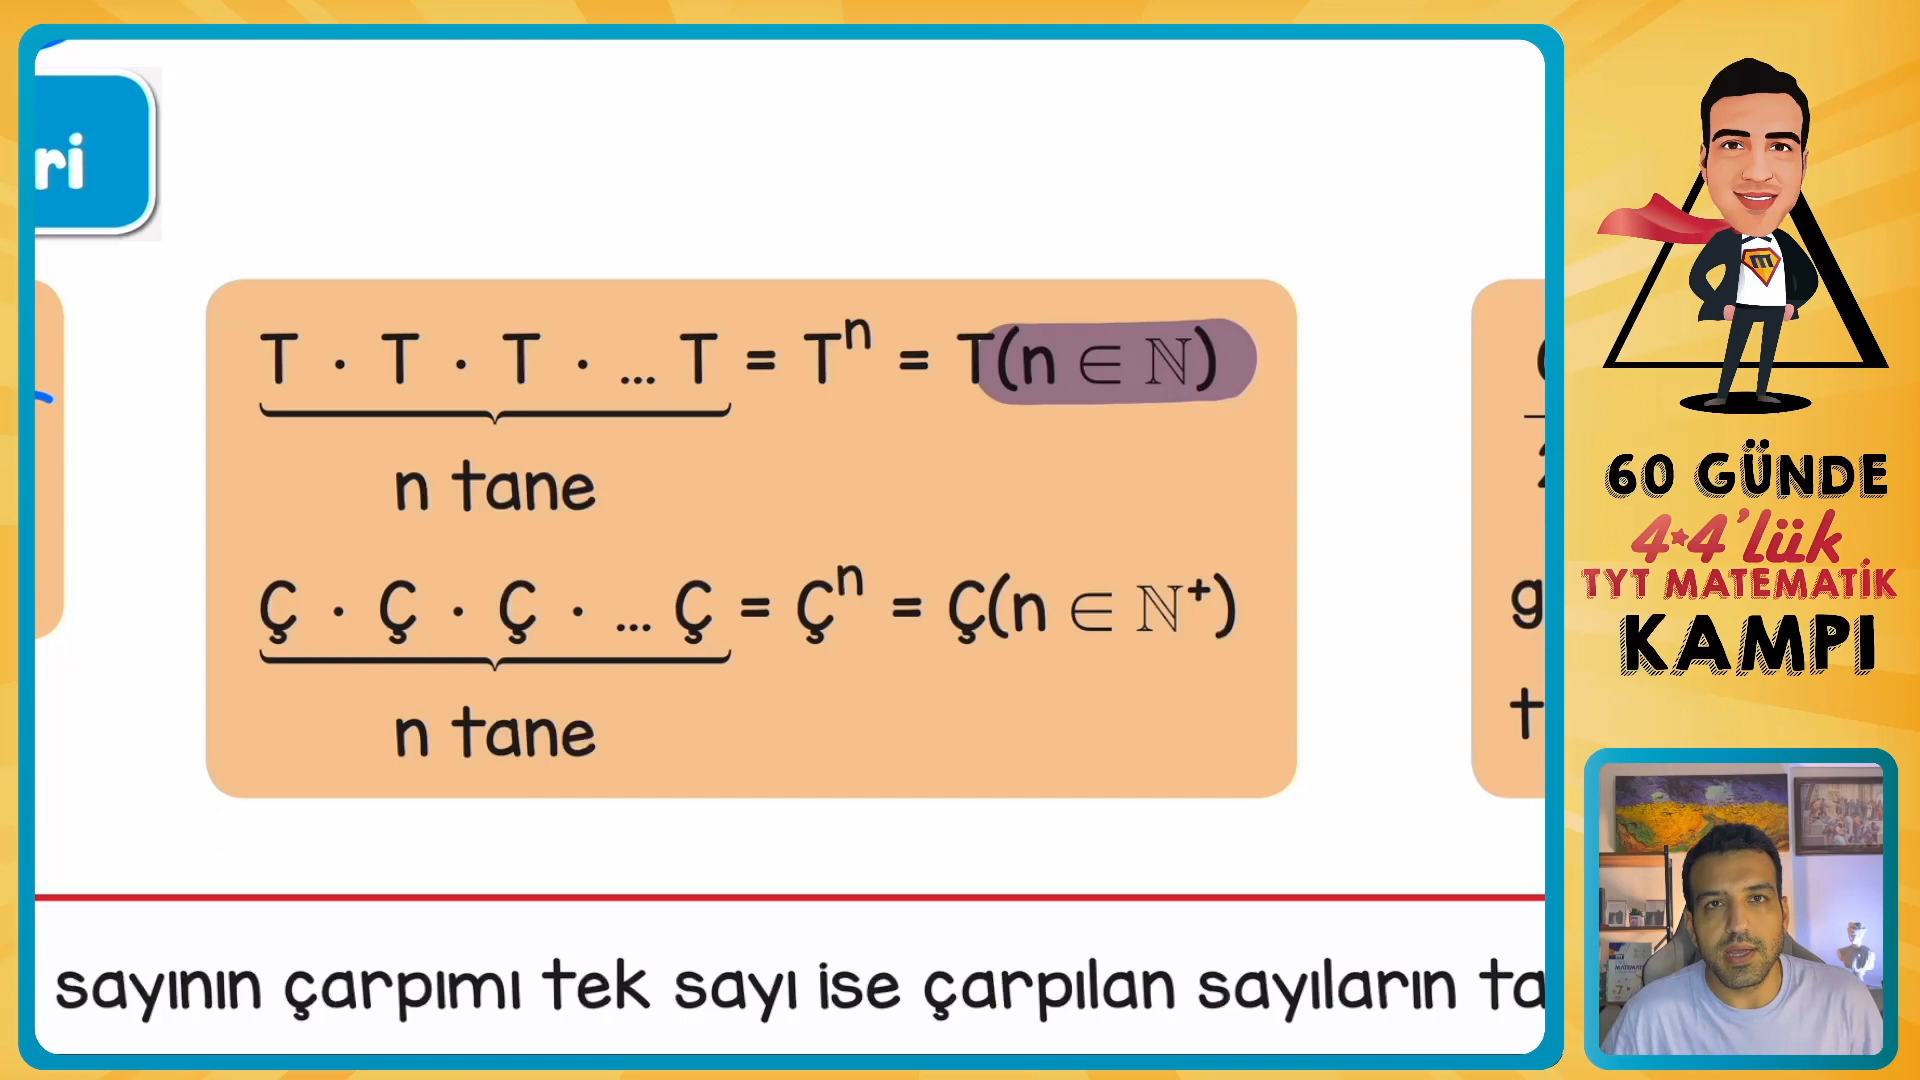 ri
T · T · T · ... T = Tⁿ = T(n ∈ ℕ)
n tane
Ç · Ç · Ç · ... Ç = Çⁿ = Ç(n ∈ ℕ⁺)
n tane
g
t
sayının çarpımı tek sayı ise çarpılan sayıların ta
m
60 GÜNDE
4★4'lük
TYT MATEMATİK
KAMPI